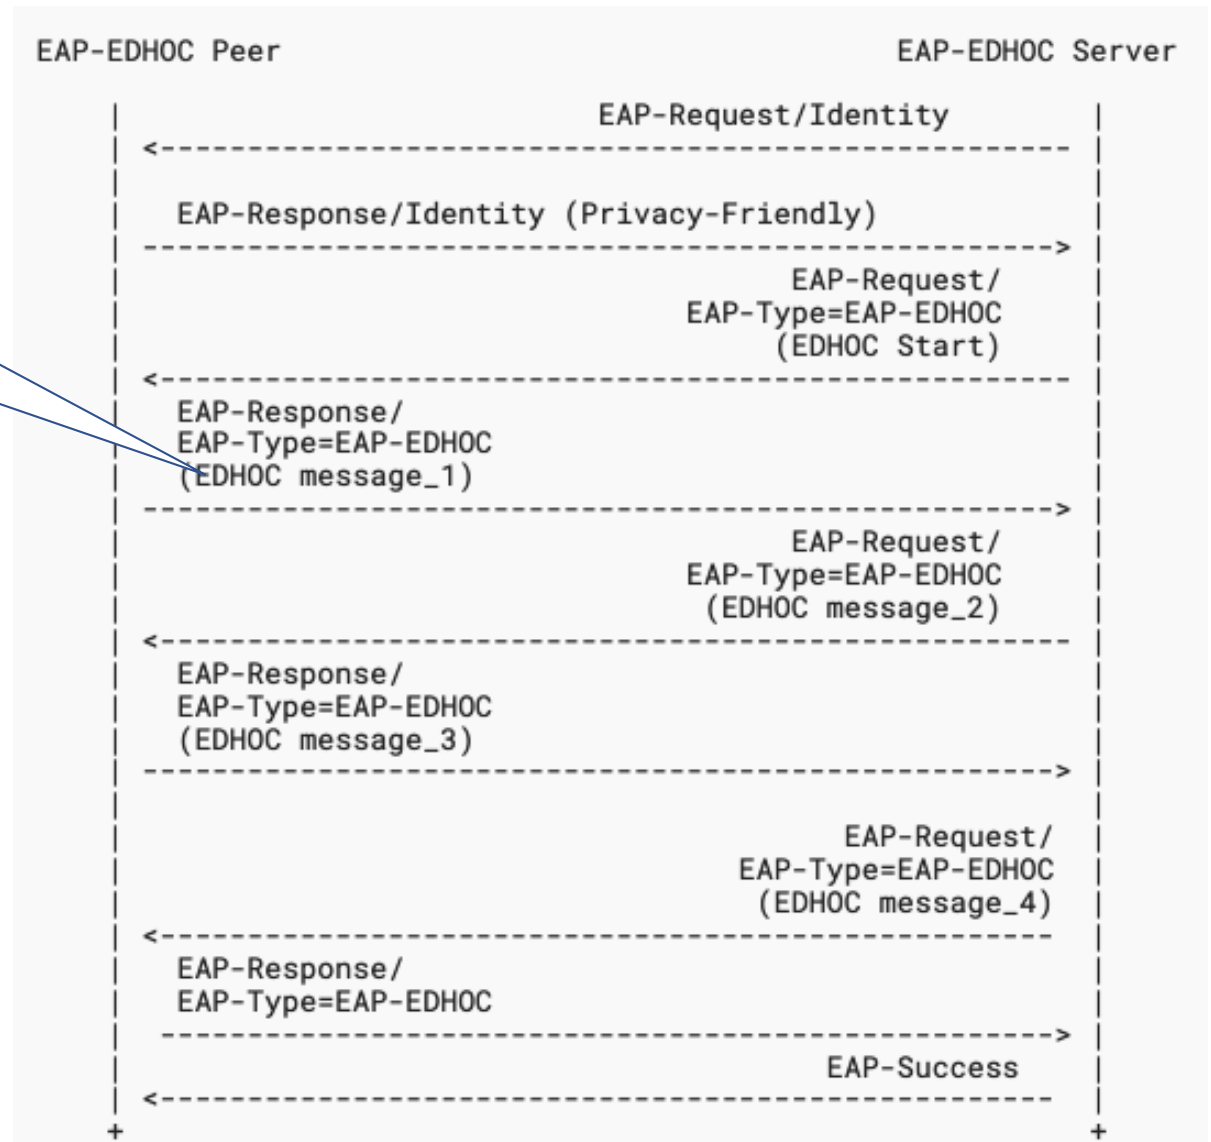 EAP-EDHOC Peer EAP-EDHOC Server
EAP-Request/Identity
EAP-Response/Identity (Privacy-Friendly)
EAP-Request/
EAP-Type=EAP-EDHOC
(EDHOC Start)
EAP-Response/
EAP-Type=EAP-EDHOC
(EDHOC message_1)
EAP-Request/
EAP-Type=EAP-EDHOC
(EDHOC message_2)
EAP-Response/
EAP-Type=EAP-EDHOC
(EDHOC message_3)
EAP-Request/
EAP-Type=EAP-EDHOC
(EDHOC message_4)
EAP-Response/
EAP-Type=EAP-EDHOC
EAP-Success